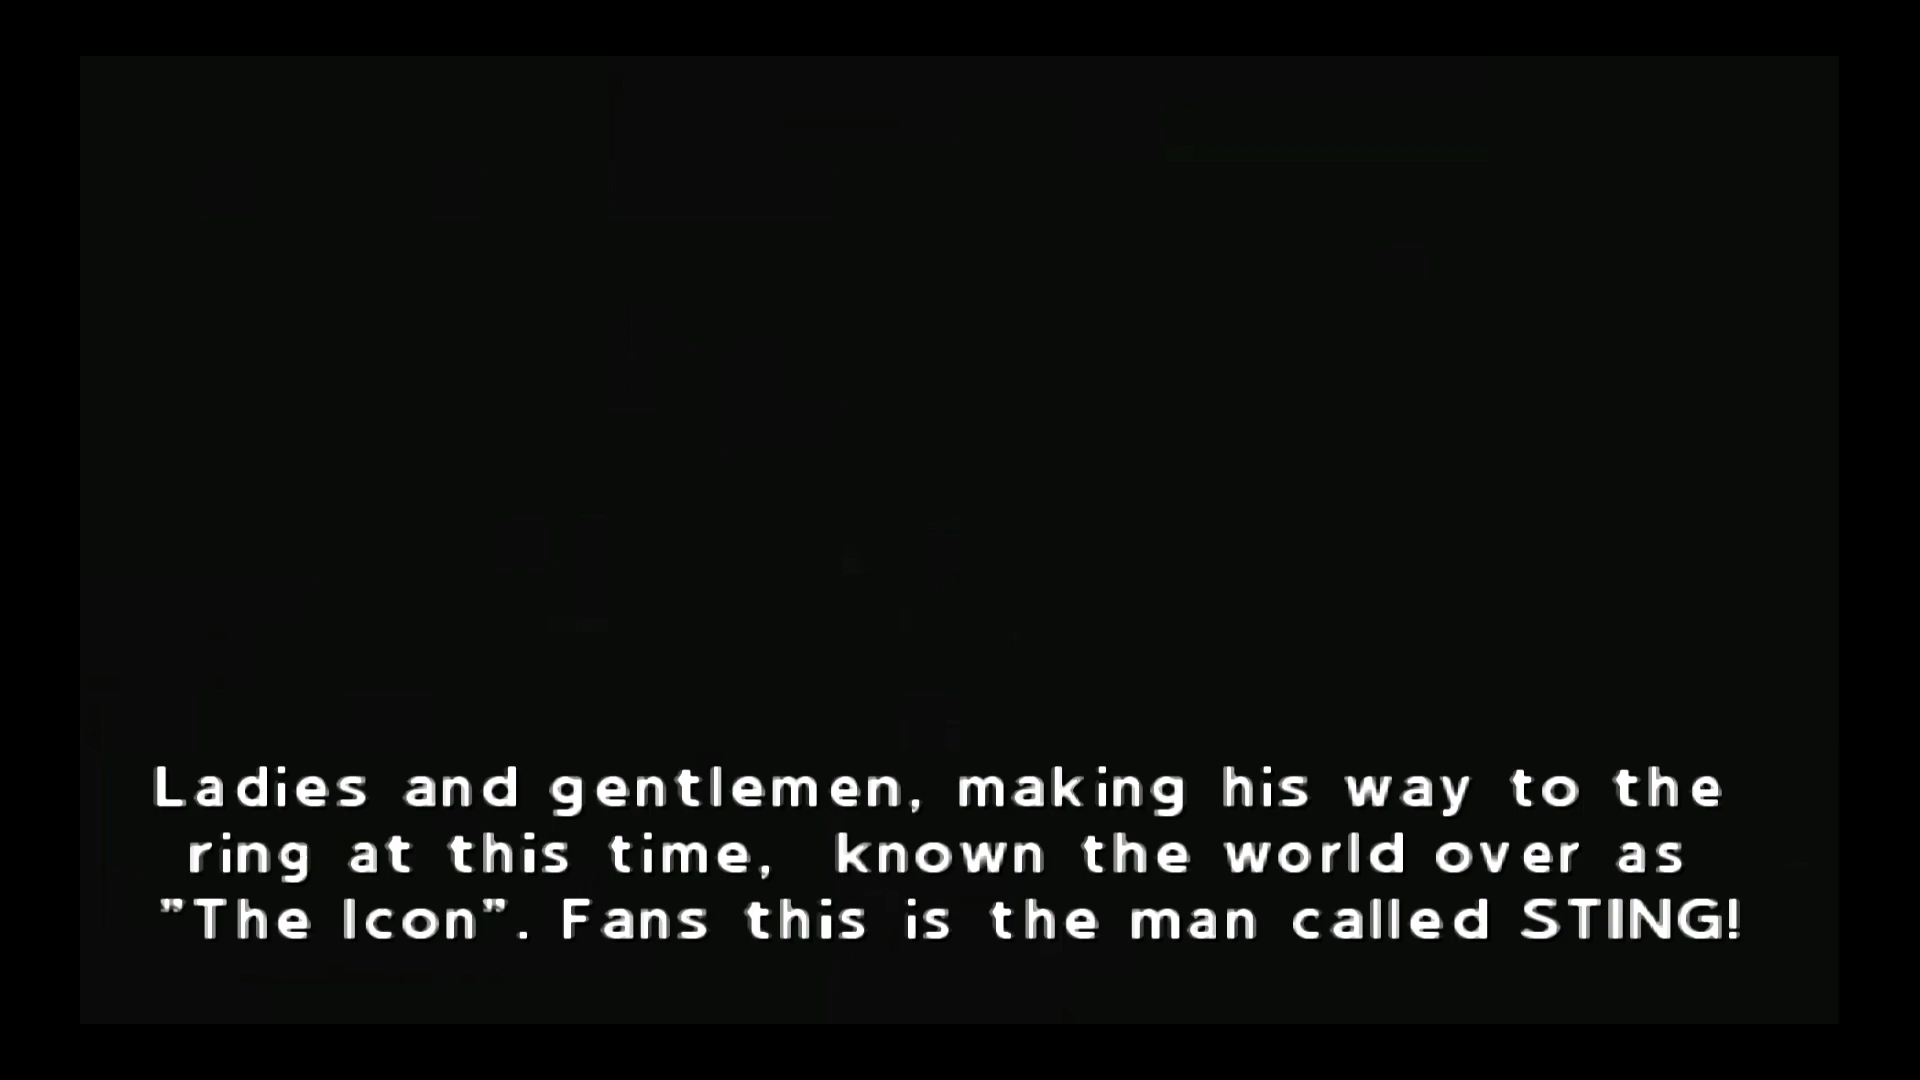 Ladies and gentlemen, making his way to the
ring at this time, known the world over as
"The Icon". Fans this is the man called STING!